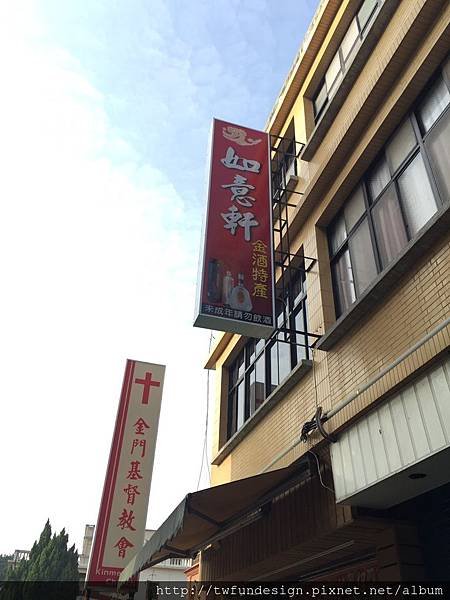 如意軒
金酒特產
未成年請勿飲酒
金門基督教會
Kinme
http://twfundesign.pixnet.net/album